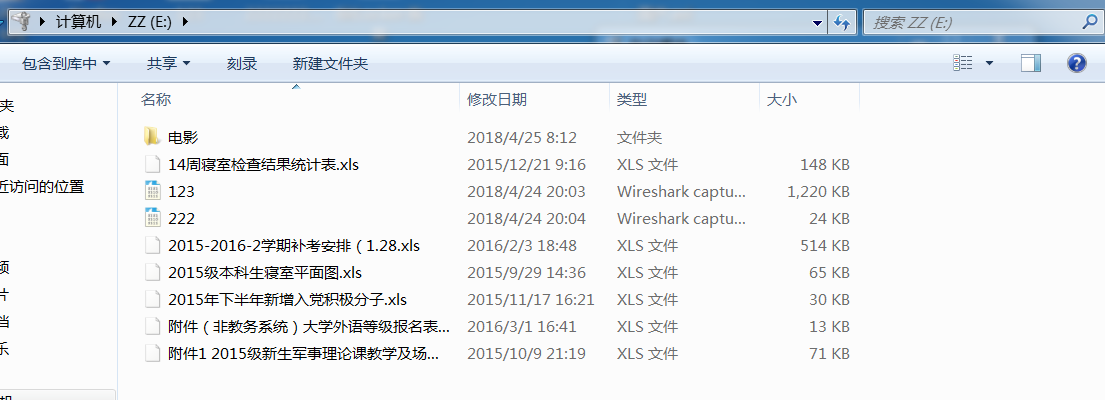 计算机 ZZ (E:) 搜索 ZZ (E:)
包含到库中 共享 刻录 新建文件夹
名称 修改日期 类型 大小
夹
载
面
近访问的位置
频
片
档
乐
电影 2018/4/25 8:12 文件夹
14周寝室检查结果统计表.xls 2015/12/21 9:16 XLS 文件 148 KB
123 2018/4/24 20:03 Wireshark captu... 1,220 KB
222 2018/4/24 20:04 Wireshark captu... 24 KB
2015-2016-2学期补考安排（1.28.xls 2016/2/3 18:48 XLS 文件 514 KB
2015级本科生寝室平面图.xls 2015/9/29 14:36 XLS 文件 65 KB
2015年下半年新增入党积极分子.xls 2015/11/17 16:21 XLS 文件 30 KB
附件（非教务系统）大学外语等级报名表... 2016/3/1 16:41 XLS 文件 13 KB
附件1 2015级新生军事理论课教学及场... 2015/10/9 21:19 XLS 文件 71 KB